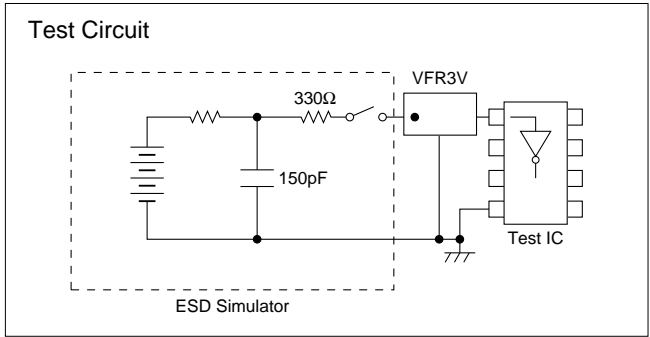 Test Circuit
VFR3V
330Ω
150pF
Test IC
ESD Simulator